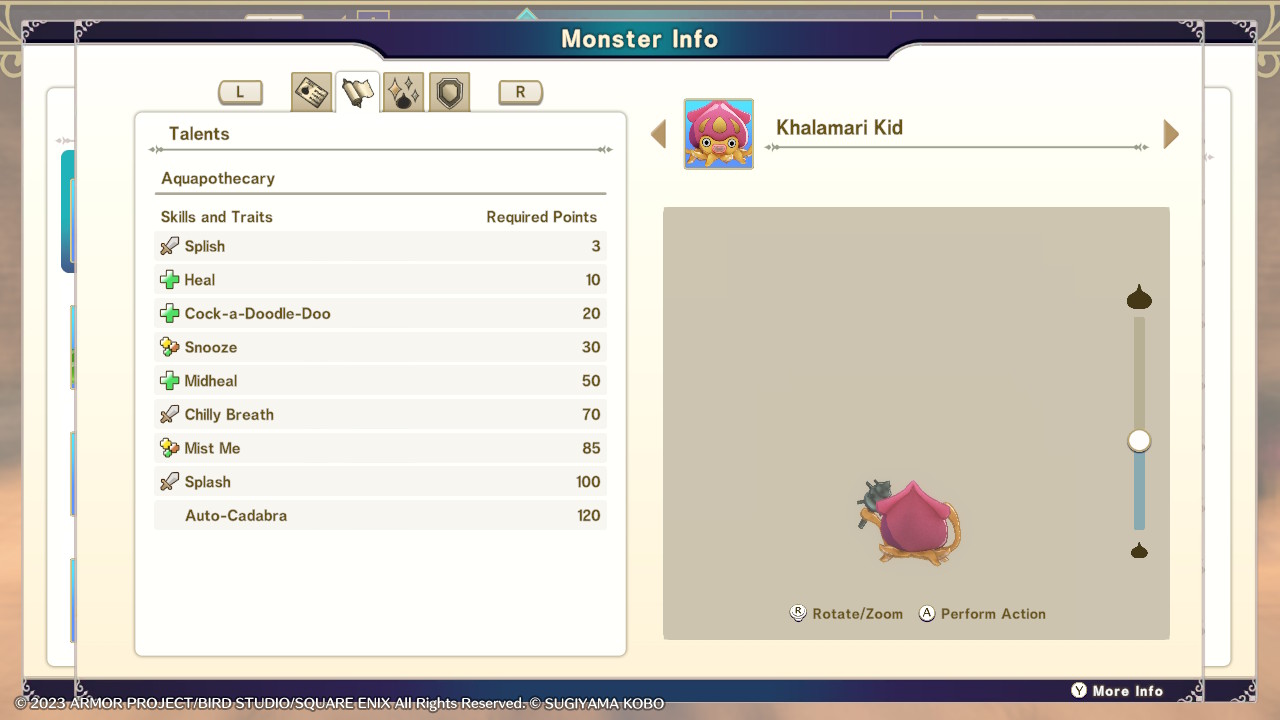 Monster Info
L
R
Talents
Aquapothecary
Skills and Traits Required Points
Splish 3
Heal 10
Cock-a-Doodle-Doo 20
Snooze 30
Midheal 50
Chilly Breath 70
Mist Me 85
Splash 100
Auto-Cadabra 120
Khalamari Kid
R Rotate/Zoom A Perform Action
Y More Info
© 2023 ARMOR PROJECT/BIRD STUDIO/SQUARE ENIX All Rights Reserved. © SUGIYAMA KOBO